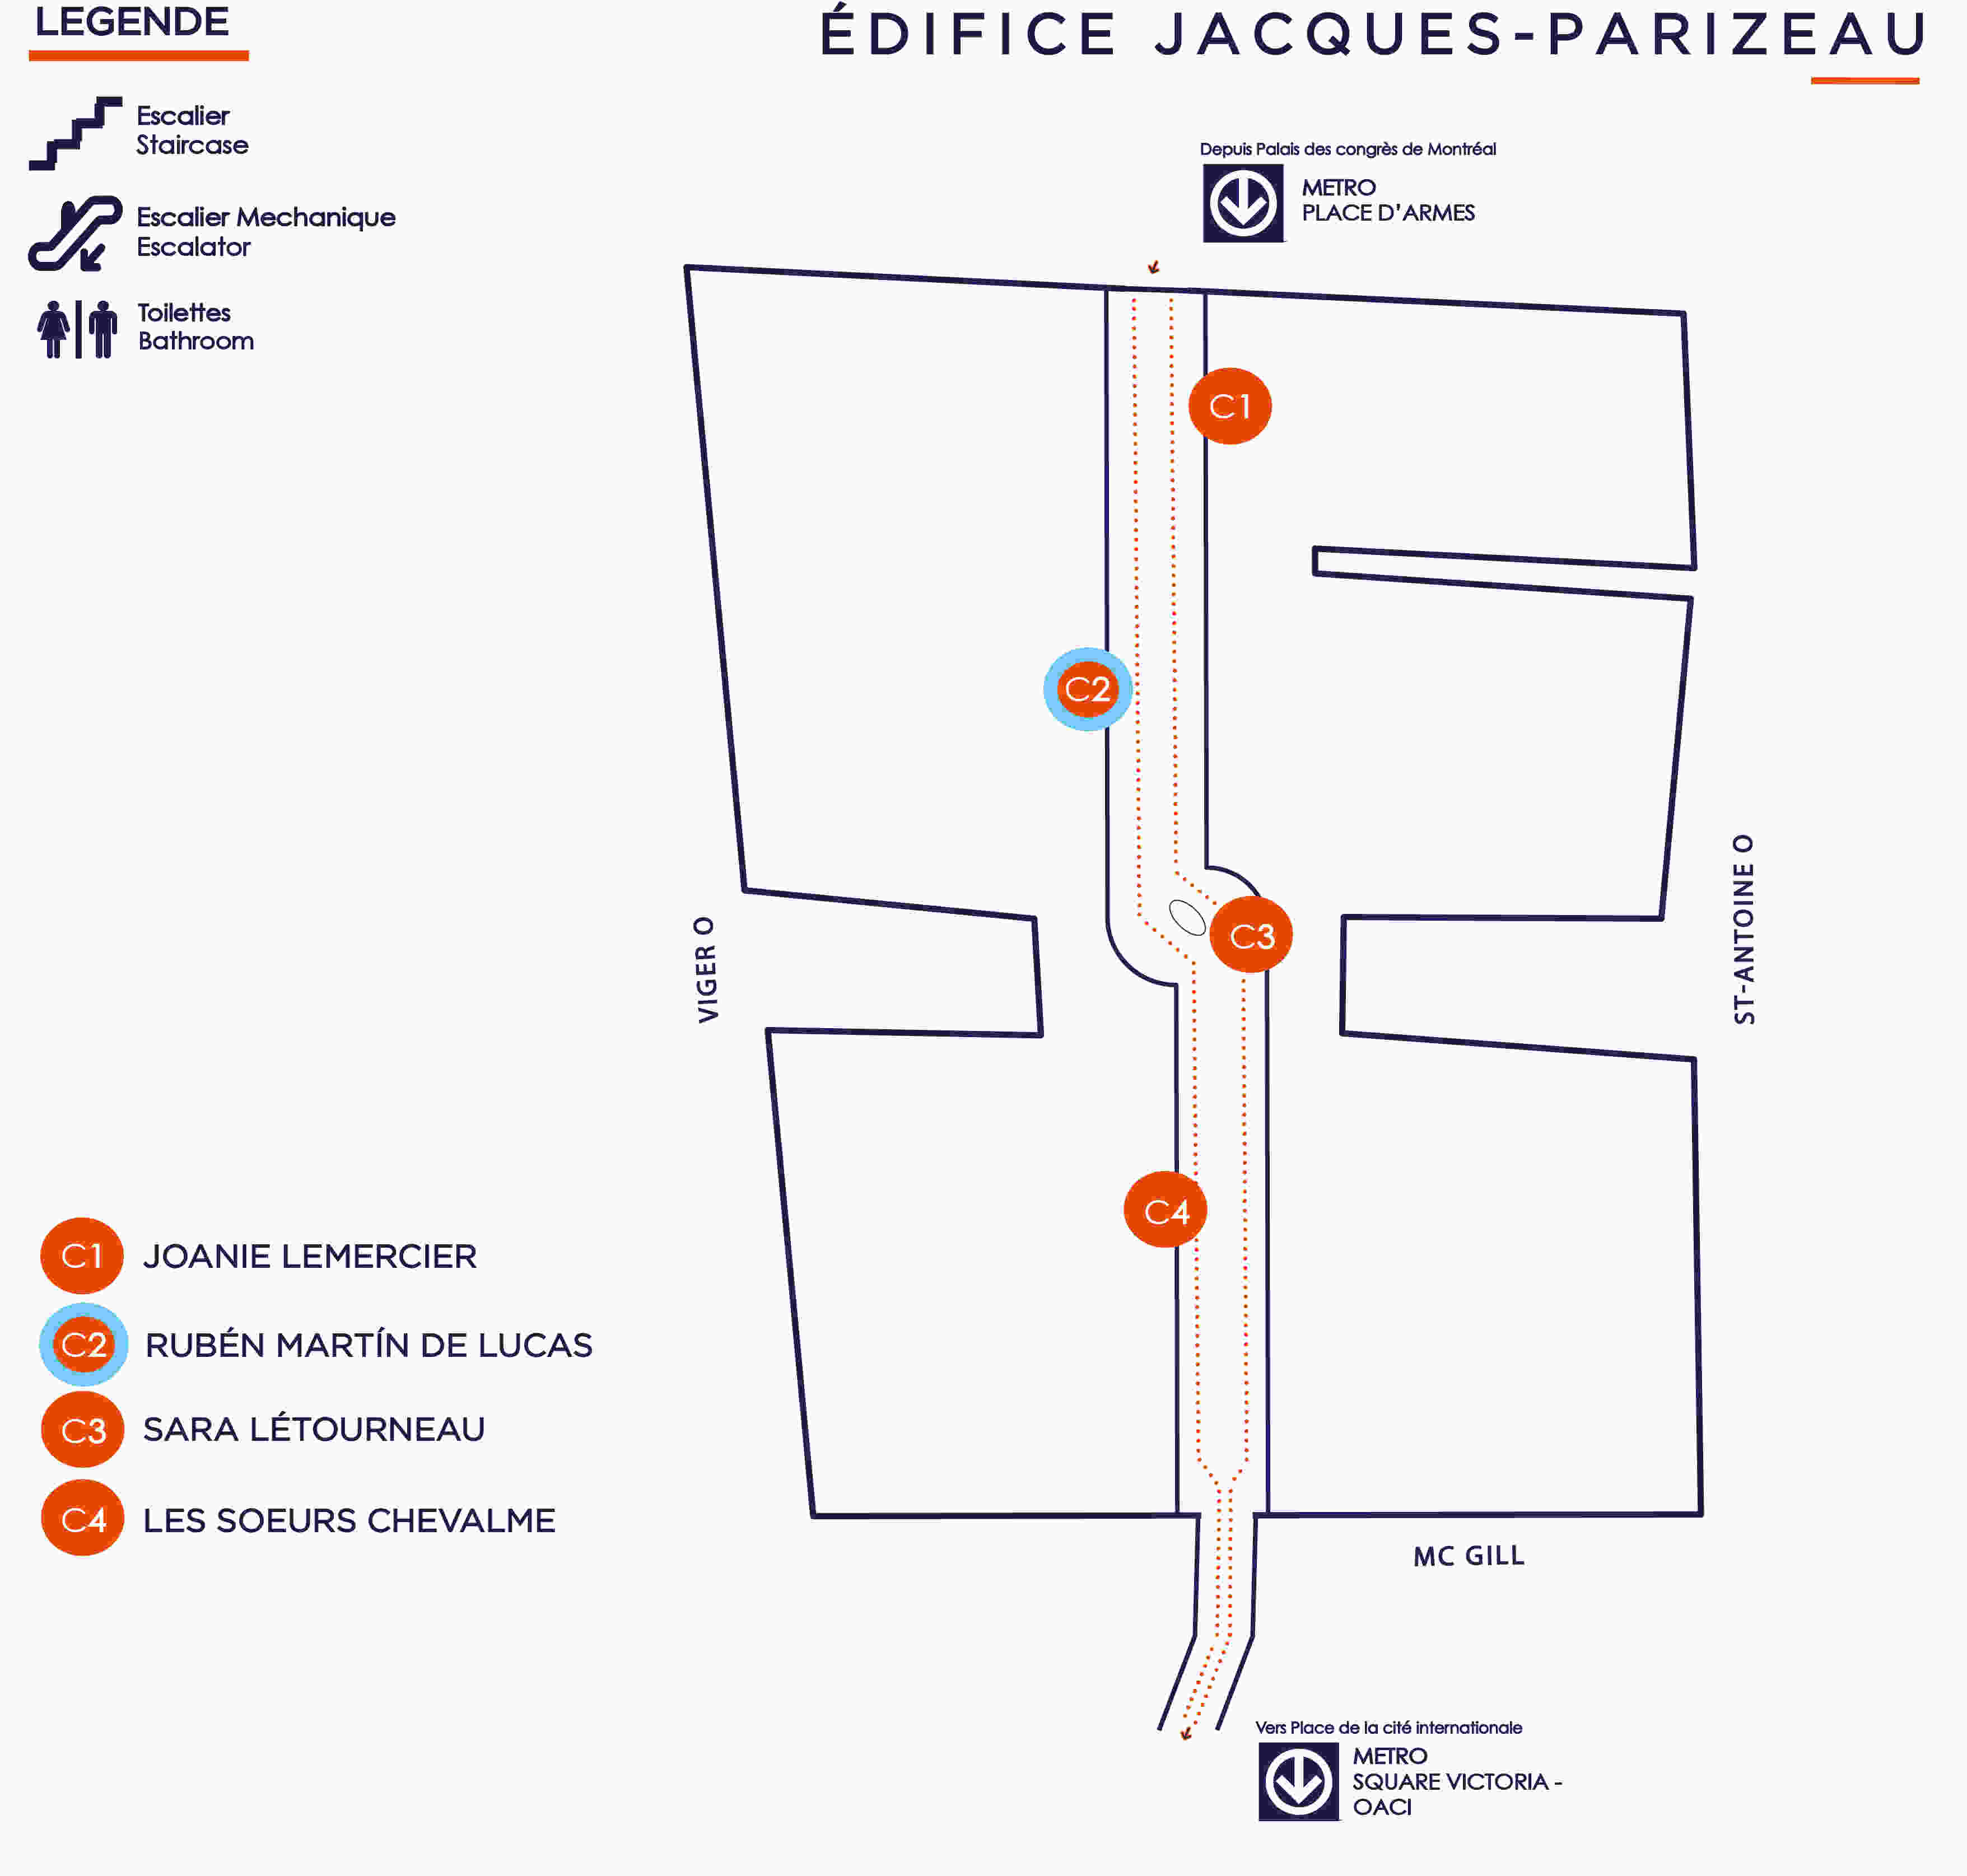 LEGENDE
Escalier
Staircase
Escalier Mechanique
Escalator
Toilettes
Bathroom
ÉDIFICE JACQUES-PARIZEAU
Depuis Palais des congrès de Montréal
METRO
PLACE D'ARMES
C1
C2
C3
C4
VIGER O
ST-ANTOINE O
C1 JOANIE LEMERCIER
C2 RUBÉN MARTÍN DE LUCAS
C3 SARA LÉTOURNEAU
C4 LES SOEURS CHEVALME
MC GILL
Vers Place de la cité internationale
METRO
SQUARE VICTORIA -
OACI